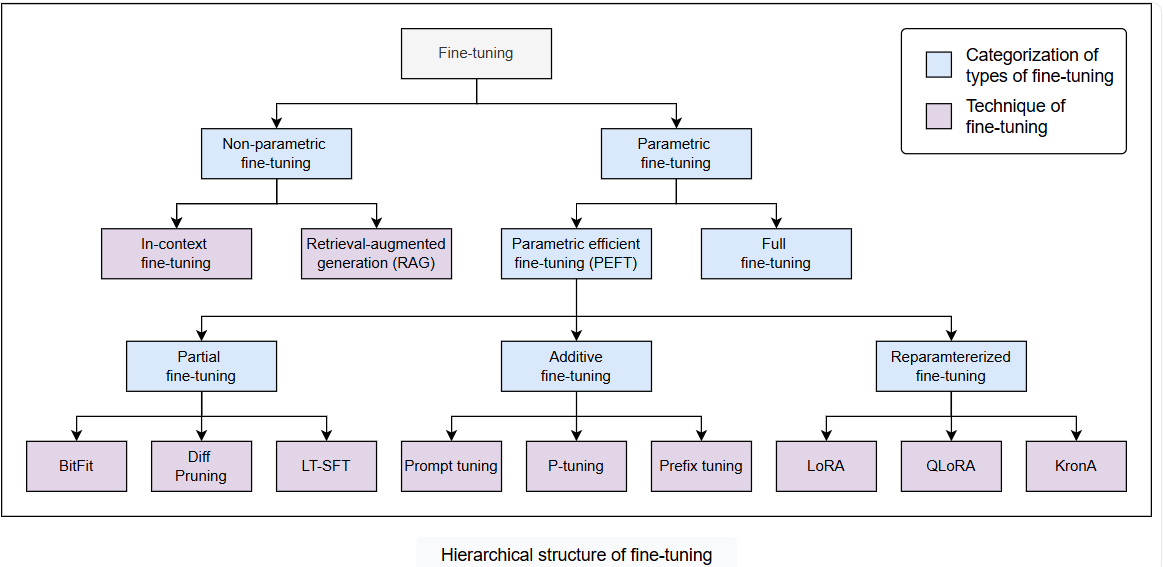 Fine-tuning
Categorization of
types of fine-tuning
Technique of
fine-tuning
Non-parametric
fine-tuning
Parametric
fine-tuning
In-context
fine-tuning
Retrieval-augmented
generation (RAG)
Parametric efficient
fine-tuning (PEFT)
Full
fine-tuning
Partial
fine-tuning
Additive
fine-tuning
Reparamtererized
fine-tuning
BitFit
Diff
Pruning
LT-SFT
Prompt tuning
P-tuning
Prefix tuning
LoRA
QLoRA
KronA
Hierarchical structure of fine-tuning